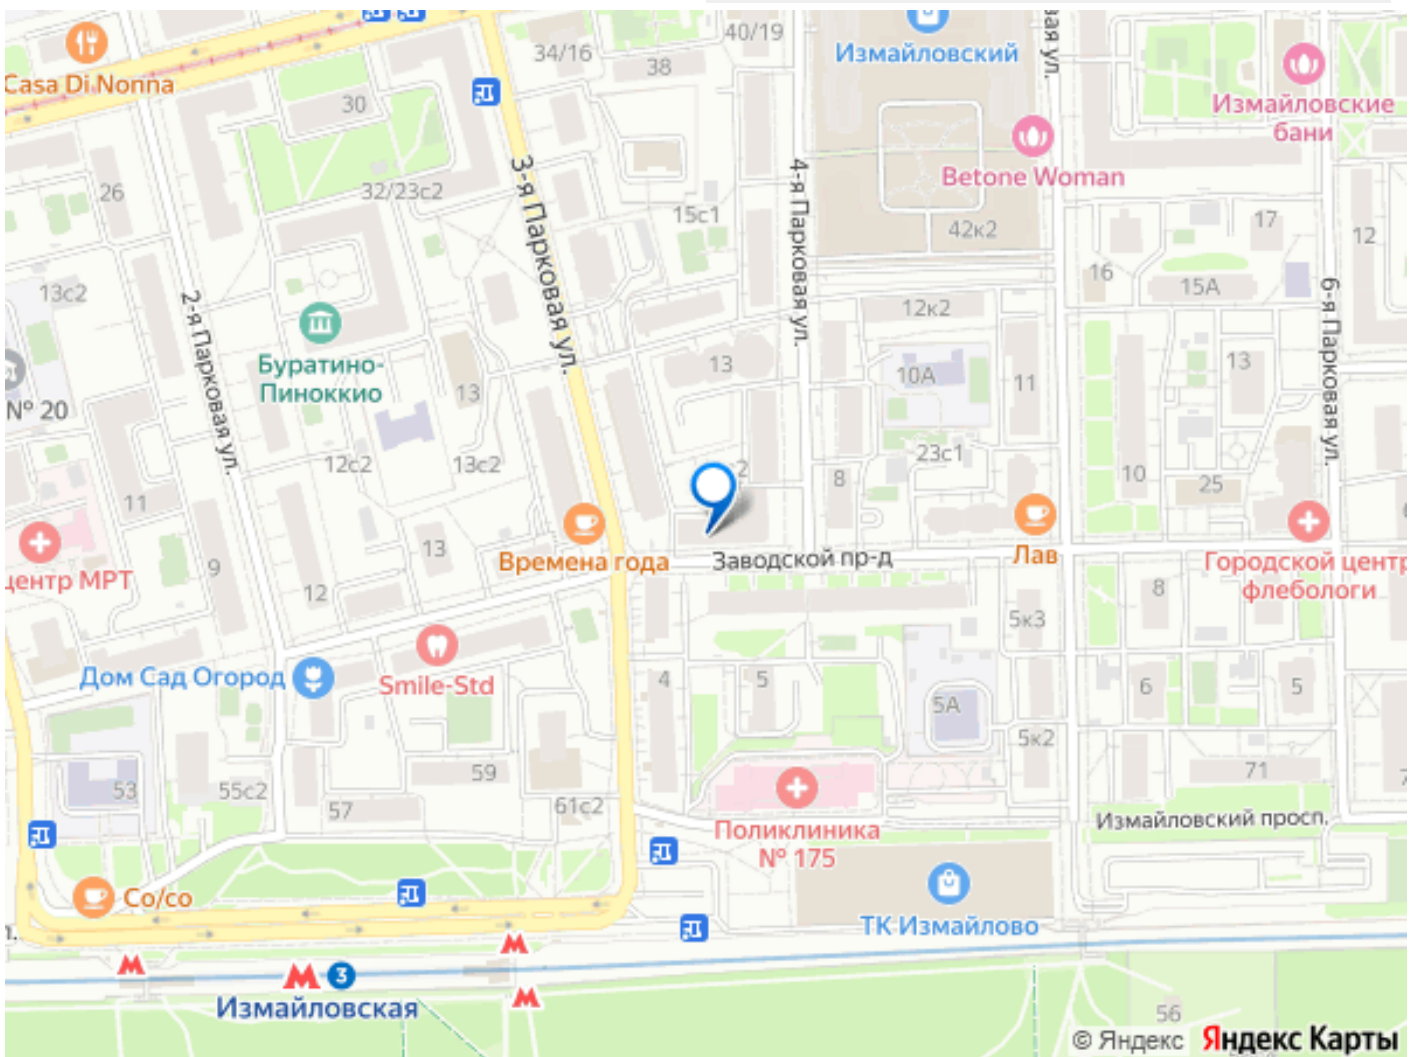 Casa Di Nonna
34/16
38
40/19
Измайловский
вая ул.
Измайловские
бани
30
Betone Woman
26
32/23с2
3-я Парковая ул.
4-я Парковая ул.
15с1
42к2
17
12
13с2
2-я Парковая ул.
16
15А
6-я Парковая ул.
12к2
Буратино-
Пиноккио
13
13
10А
11
13
№ 20
12с2
13с2
2
8
23с1
10
25
11
Времена года
13
Заводской пр-д
Лав
Городской центр
флебологи
центр МРТ
9
12
8
5к3
Дом Сад Огород
Smile-Std
4
5
5А
6
5
5к2
53
55с2
57
59
61с2
71
7
Измайловский просп.
Поликлиника
№ 175
Co/co
ТК Измайлово
3
Измайловская
56
© Яндекс Яндекс Карты